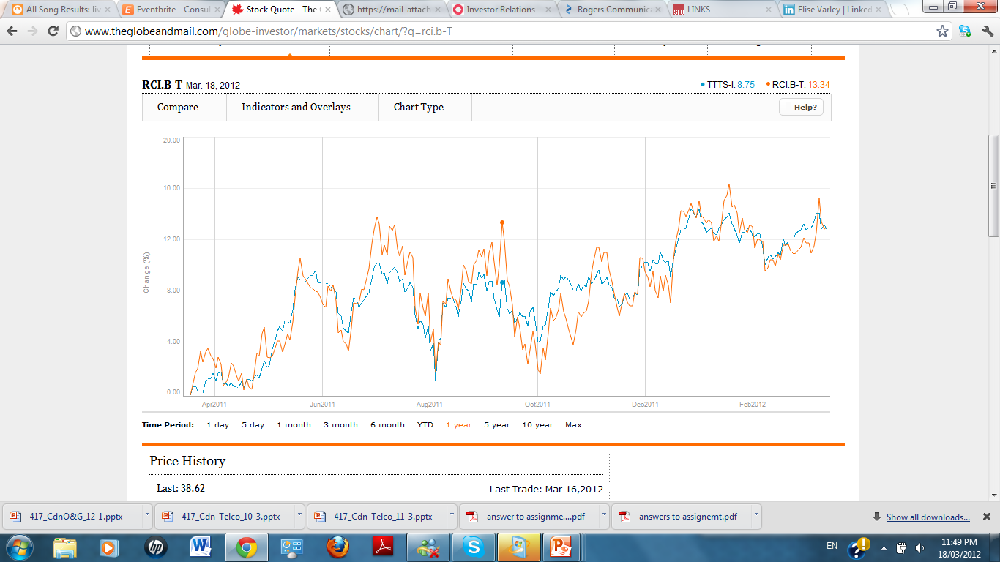 All Song Results: liv
Eventbrite - Consul
Stock Quote - The G
https://mail-attach
Investor Relations -
Rogers Communica
SFU LINKS
Elise Varley | Linked
www.theglobeandmail.com/globe-investor/markets/stocks/chart/?q=rci.b-T
RCI.B-T Mar. 18, 2012
TTTS-I: 8.75 RCI.B-T: 13.34
Compare Indicators and Overlays Chart Type Help?
20.00
16.00
12.00
8.00
4.00
0.00
Change (%)
Apr2011 Jun2011 Aug2011 Oct2011 Dec2011 Feb2012
Time Period: 1 day 5 day 1 month 3 month 6 month YTD 1 year 5 year 10 year Max
Price History
Last: 38.62 Last Trade: Mar 16,2012
417_CdnO&G_12-1.pptx 417_Cdn-Telco_10-3.pptx 417_Cdn-Telco_11-3.pptx answer to assignme....pdf answers to assignemt.pdf Show all downloads...
EN
11:49 PM
18/03/2012